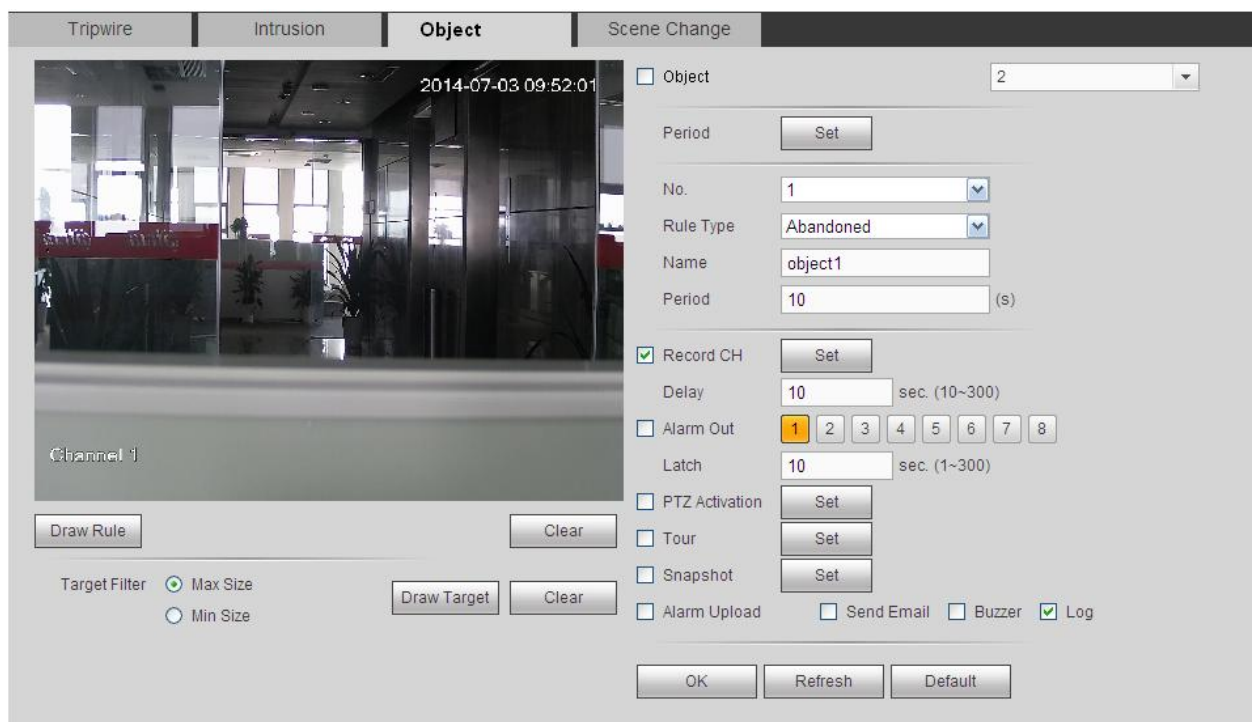 Tripwire Intrusion Object Scene Change
2014-07-03 09:52:01
Channel 1
Draw Rule Clear
Target Filter Max Size
Min Size
Draw Target Clear
Object 2
Period Set
No. 1
Rule Type Abandoned
Name object1
Period 10 (s)
Record CH Set
Delay 10 sec. (10~300)
Alarm Out 1 2 3 4 5 6 7 8
Latch 10 sec. (1~300)
PTZ Activation Set
Tour Set
Snapshot Set
Alarm Upload Send Email Buzzer Log
OK Refresh Default